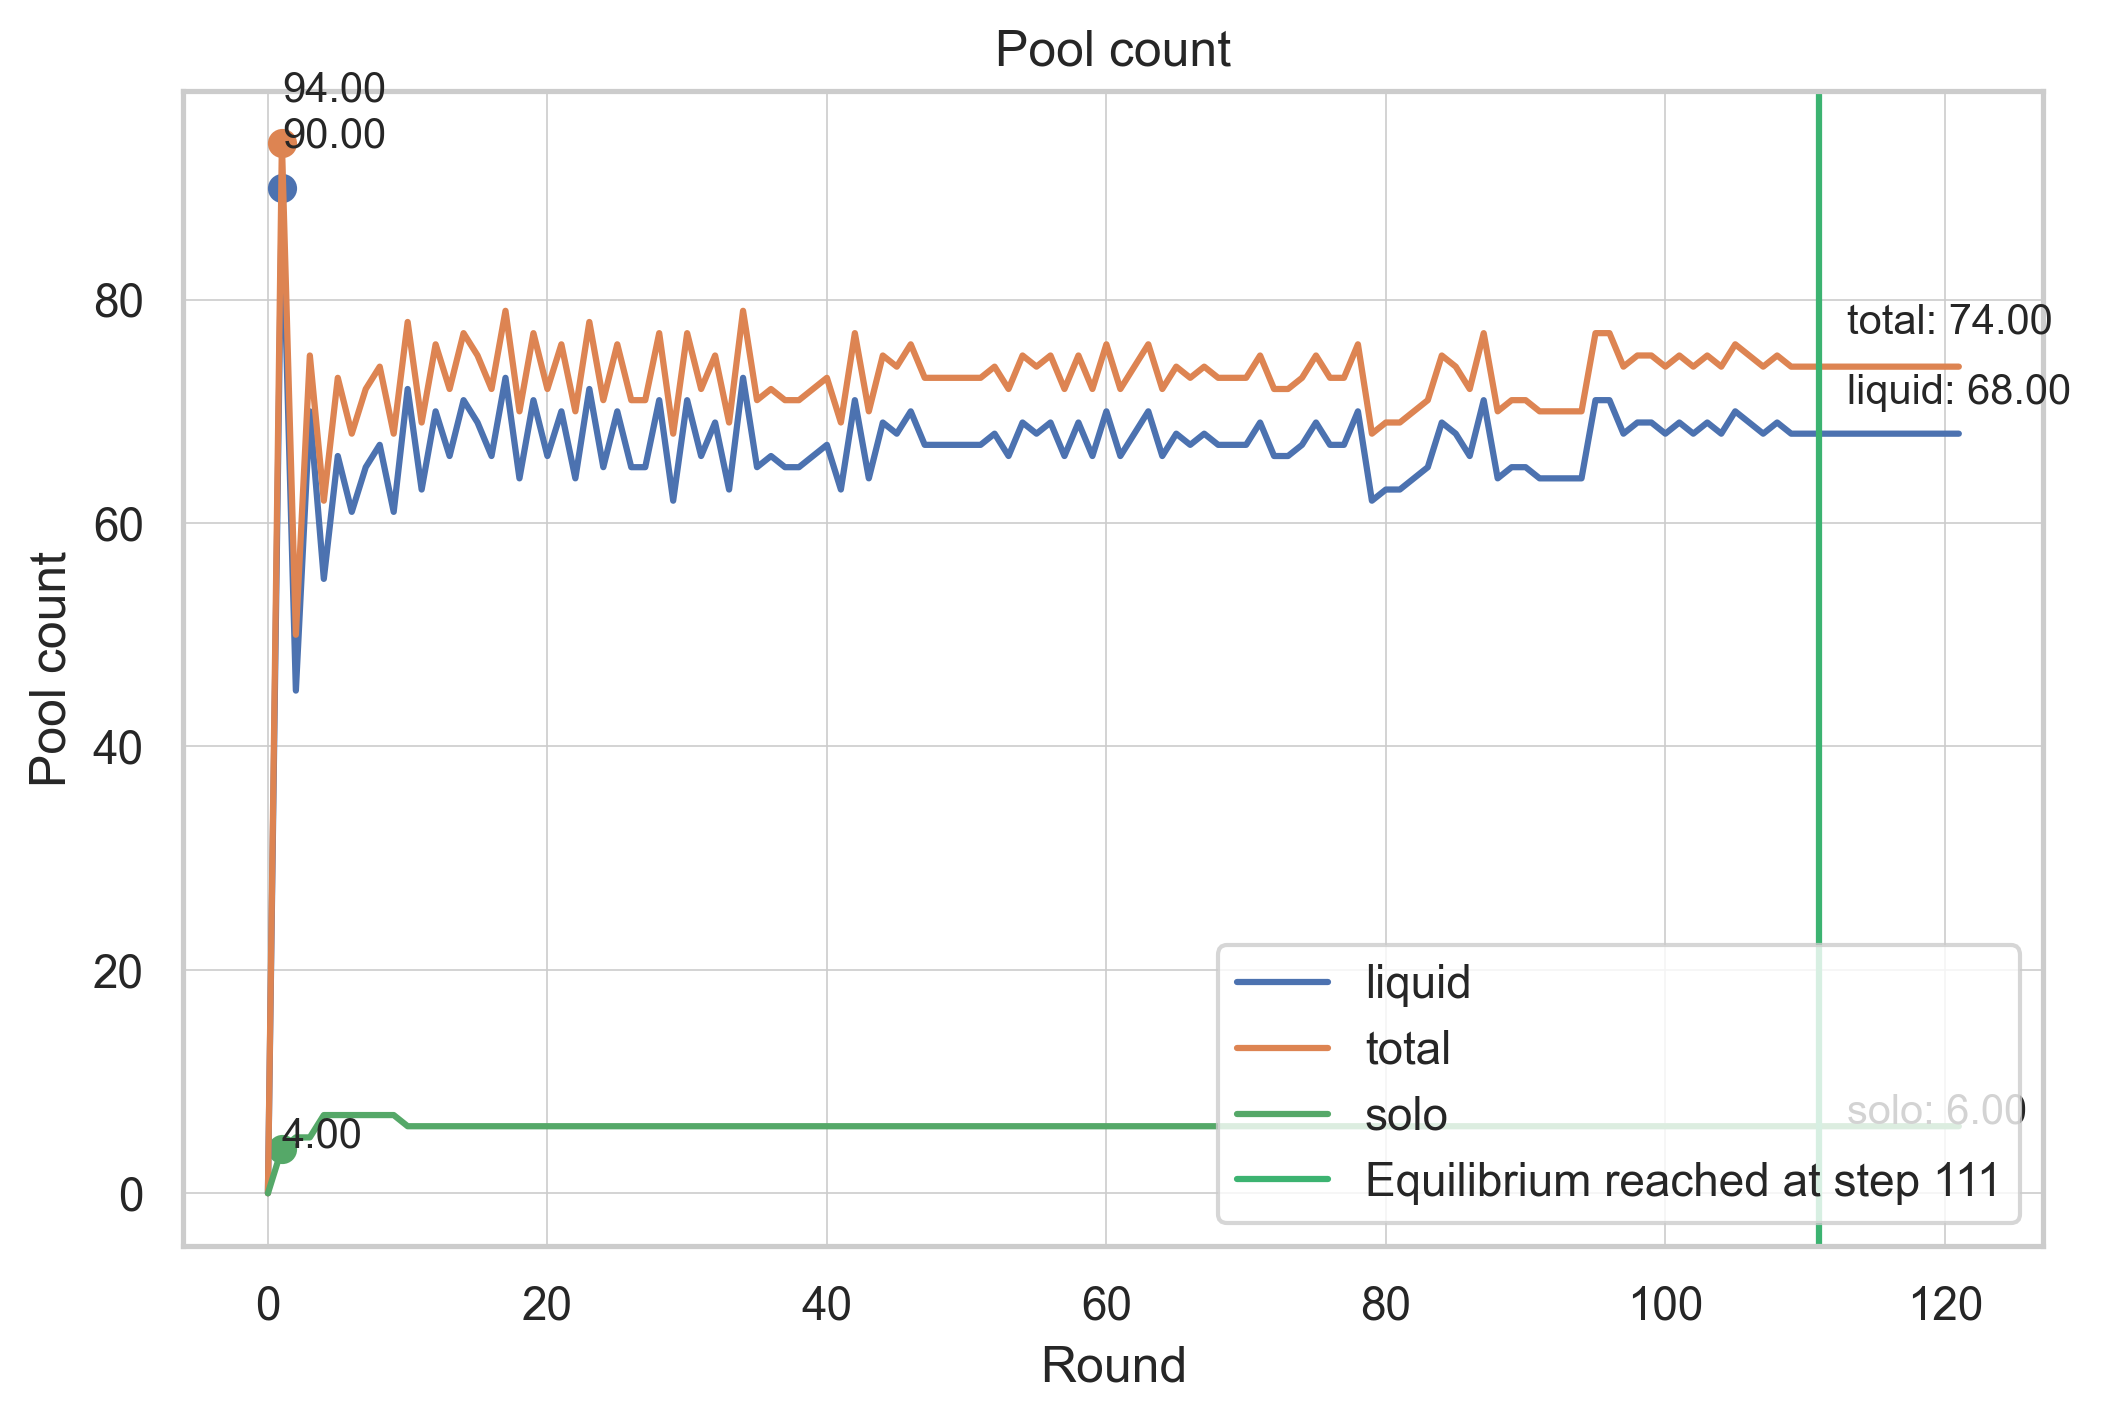 Pool count
94.00
90.00
80
total: 74.00
liquid: 68.00
60
Pool count
40
20
liquid
total
solo
solo: 6.00
4.00
Equilibrium reached at step 111
0
0 20 40 60 80 100 120
Round